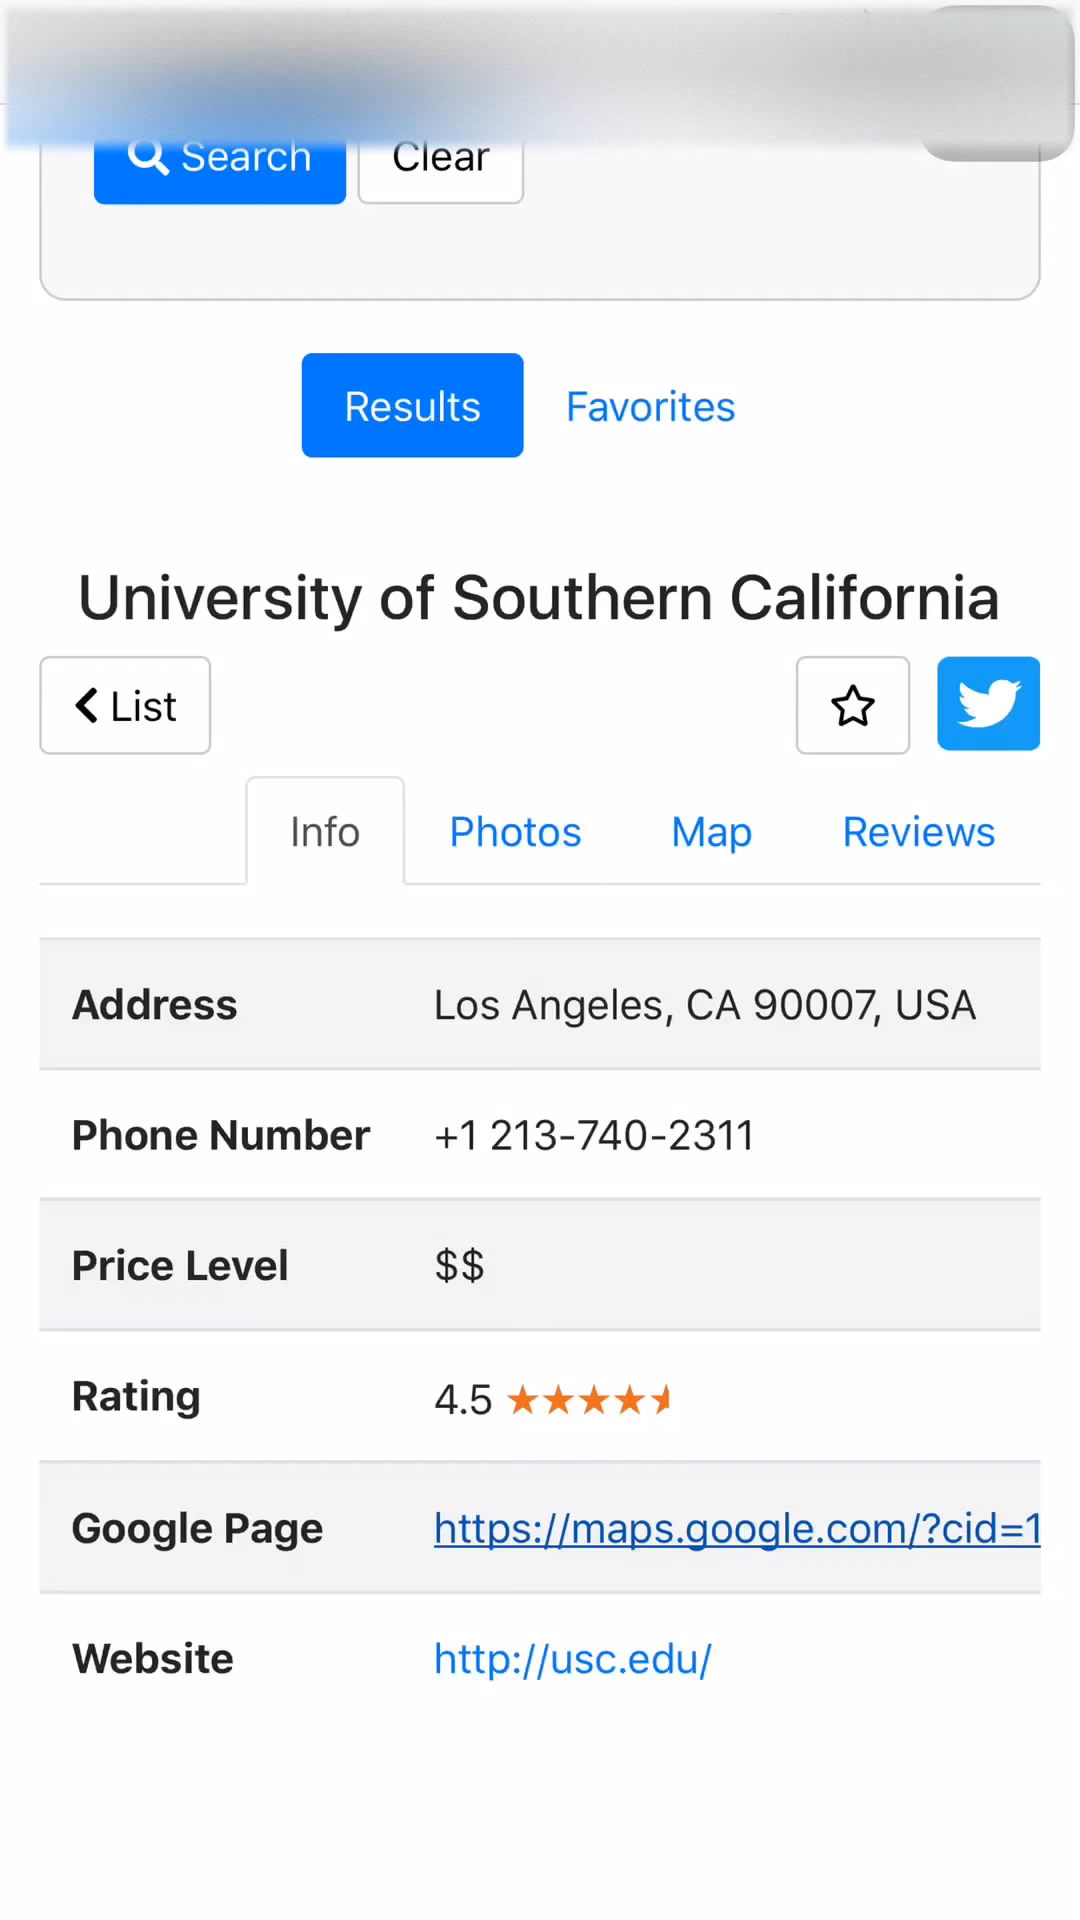 Search Clear
Results Favorites
University of Southern California
List
Info Photos Map Reviews
Address Los Angeles, CA 90007, USA
Phone Number +1 213-740-2311
Price Level $$
Rating 4.5
Google Page https://maps.google.com/?cid=1
Website http://usc.edu/